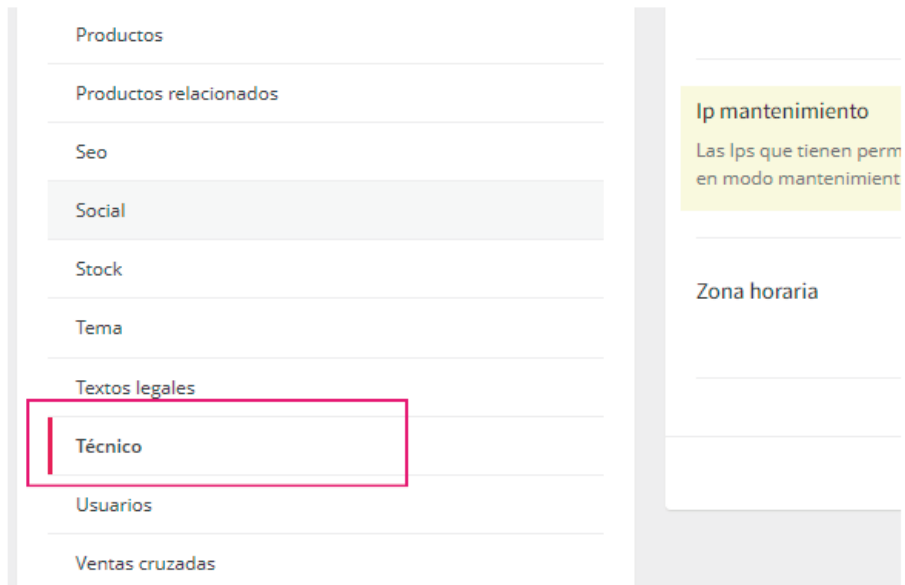 Productos
Productos relacionados
Seo
Social
Stock
Tema
Textos legales
Técnico
Usuarios
Ventas cruzadas
Ip mantenimiento
Las Ips que tienen perm
en modo mantenimient
Zona horaria